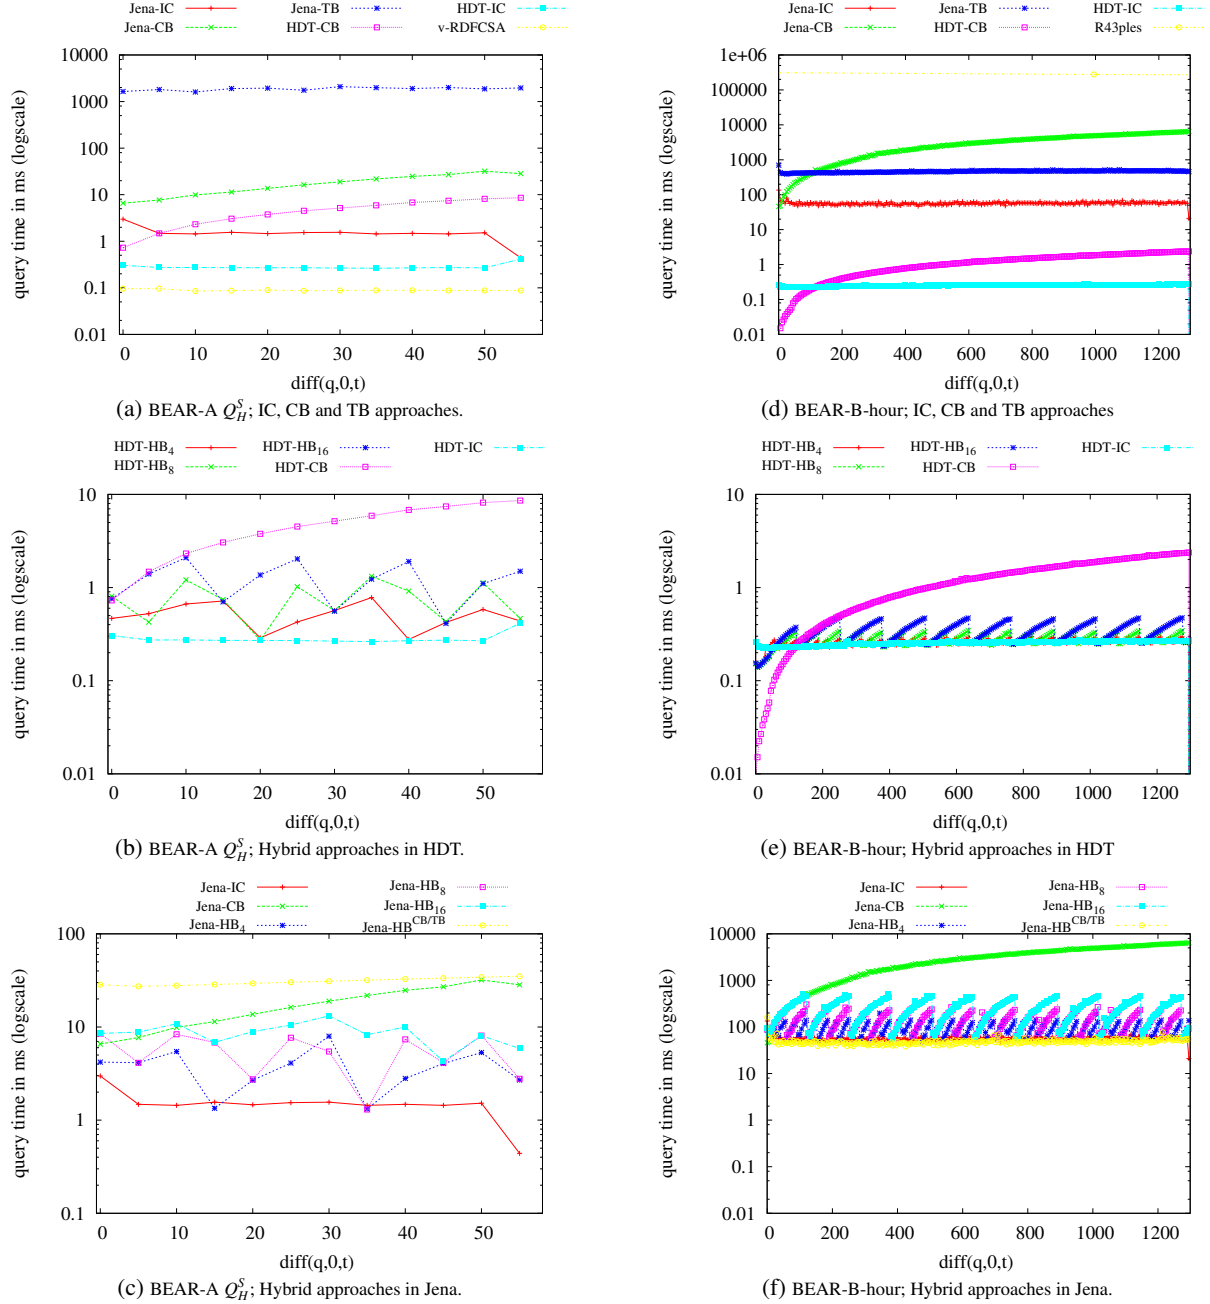 Jena-IC Jena-TB HDT-IC
Jena-CB HDT-CB v-RDFCSA
10000
1000
100
10
1
0.1
0.01
query time in ms (logscale)
0 10 20 30 40 50
diff(q,0,t)
(a) BEAR-A Q_H^S; IC, CB and TB approaches.
Jena-IC Jena-TB HDT-IC
Jena-CB HDT-CB R43ples
1e+06
100000
10000
1000
100
10
1
0.1
0.01
query time in ms (logscale)
0 200 400 600 800 1000 1200
diff(q,0,t)
(d) BEAR-B-hour; IC, CB and TB approaches
HDT-HB4 HDT-HB16 HDT-IC
HDT-HB8 HDT-CB
10
1
0.1
0.01
query time in ms (logscale)
0 10 20 30 40 50
diff(q,0,t)
(b) BEAR-A Q_H^S; Hybrid approaches in HDT.
HDT-HB4 HDT-HB16 HDT-IC
HDT-HB8 HDT-CB
10
1
0.1
0.01
query time in ms (logscale)
0 200 400 600 800 1000 1200
diff(q,0,t)
(e) BEAR-B-hour; Hybrid approaches in HDT
Jena-IC Jena-HB8
Jena-CB Jena-HB16
Jena-HB4 Jena-HB^CB/TB
100
10
1
0.1
query time in ms (logscale)
0 10 20 30 40 50
diff(q,0,t)
(c) BEAR-A Q_H^S; Hybrid approaches in Jena.
Jena-IC Jena-HB8
Jena-CB Jena-HB16
Jena-HB4 Jena-HB^CB/TB
10000
1000
100
10
1
0.1
0.01
query time in ms (logscale)
0 200 400 600 800 1000 1200
diff(q,0,t)
(f) BEAR-B-hour; Hybrid approaches in Jena.